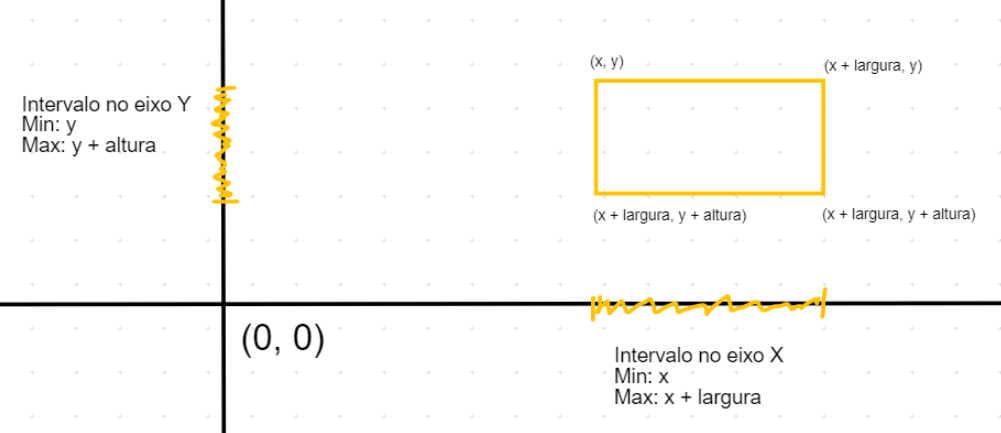 (x, y)
(x + largura, y)
Intervalo no eixo Y
Min: y
Max: y + altura
(x + largura, y + altura)
(x + largura, y + altura)
(0, 0)
Intervalo no eixo X
Min: x
Max: x + largura